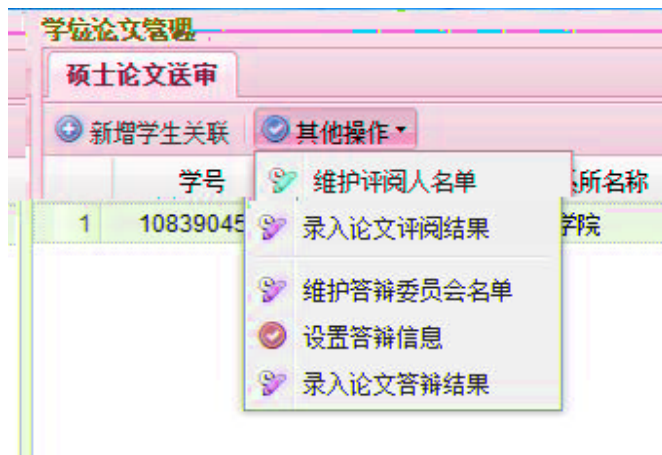 学位论文管理
硕士论文送审
新增学生关联 其他操作
学号 所名称
1 10839045 学院
维护评阅人名单
录入论文评阅结果
维护答辩委员会名单
设置答辩信息
录入论文答辩结果